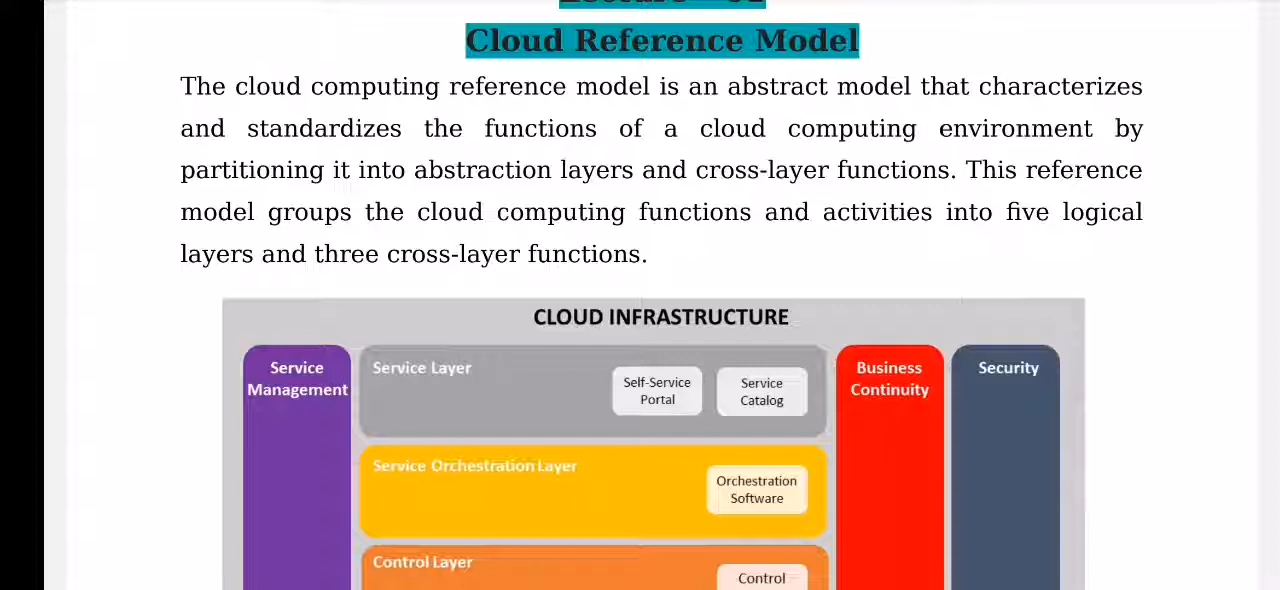 Cloud Reference Model
The cloud computing reference model is an abstract model that characterizes
and standardizes the functions of a cloud computing environment by
partitioning it into abstraction layers and cross-layer functions. This reference
model groups the cloud computing functions and activities into five logical
layers and three cross-layer functions.
CLOUD INFRASTRUCTURE
Service
Management
Service Layer
Self-Service
Portal
Service
Catalog
Business
Continuity
Security
Service Orchestration Layer
Orchestration
Software
Control Layer
Control